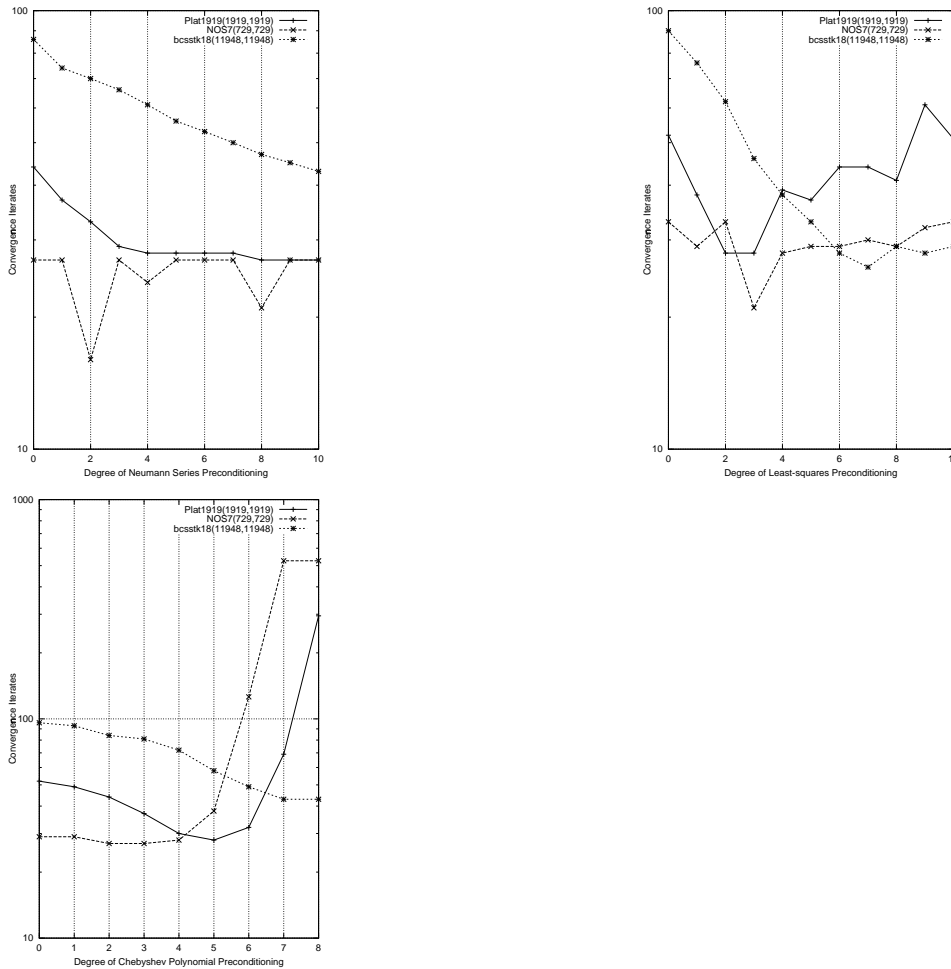 100
10
Convergence Iterates
0 2 4 6 8 10
Degree of Neumann Series Preconditioning
Plat1919(1919,1919)
NOS7(729,729)
bcsstk18(11948,11948)
100
10
Convergence Iterates
0 2 4 6 8 1
Degree of Least-squares Preconditioning
Plat1919(1919,1919)
NOS7(729,729)
bcsstk18(11948,11948)
1000
100
10
Convergence Iterates
0 1 2 3 4 5 6 7 8
Degree of Chebyshev Polynomial Preconditioning
Plat1919(1919,1919)
NOS7(729,729)
bcsstk18(11948,11948)